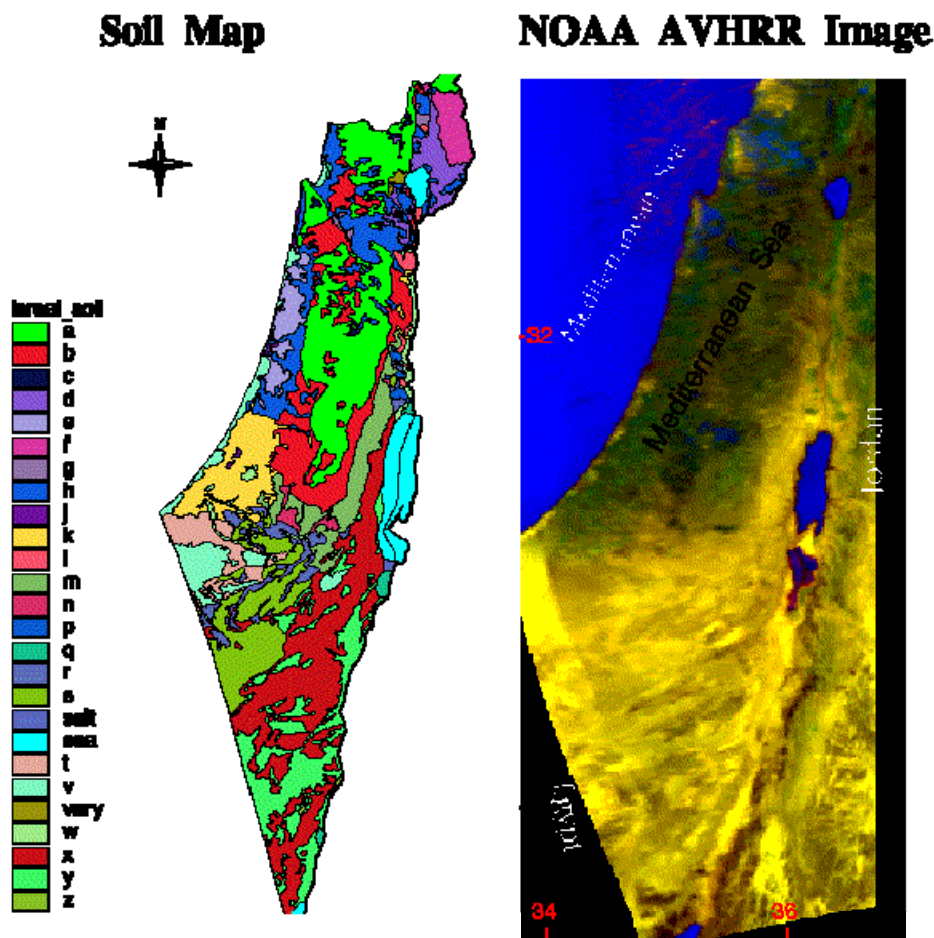 Soil Map
NOAA AVHRR Image
N
Mediterranean Sea
Mediterranean Sea
-32
Jordan
Egypt
34
36
israel_soil
a
b
c
d
e
f
g
h
j
k
l
m
n
p
q
r
s
salt
sea
t
v
vary
w
x
y
z